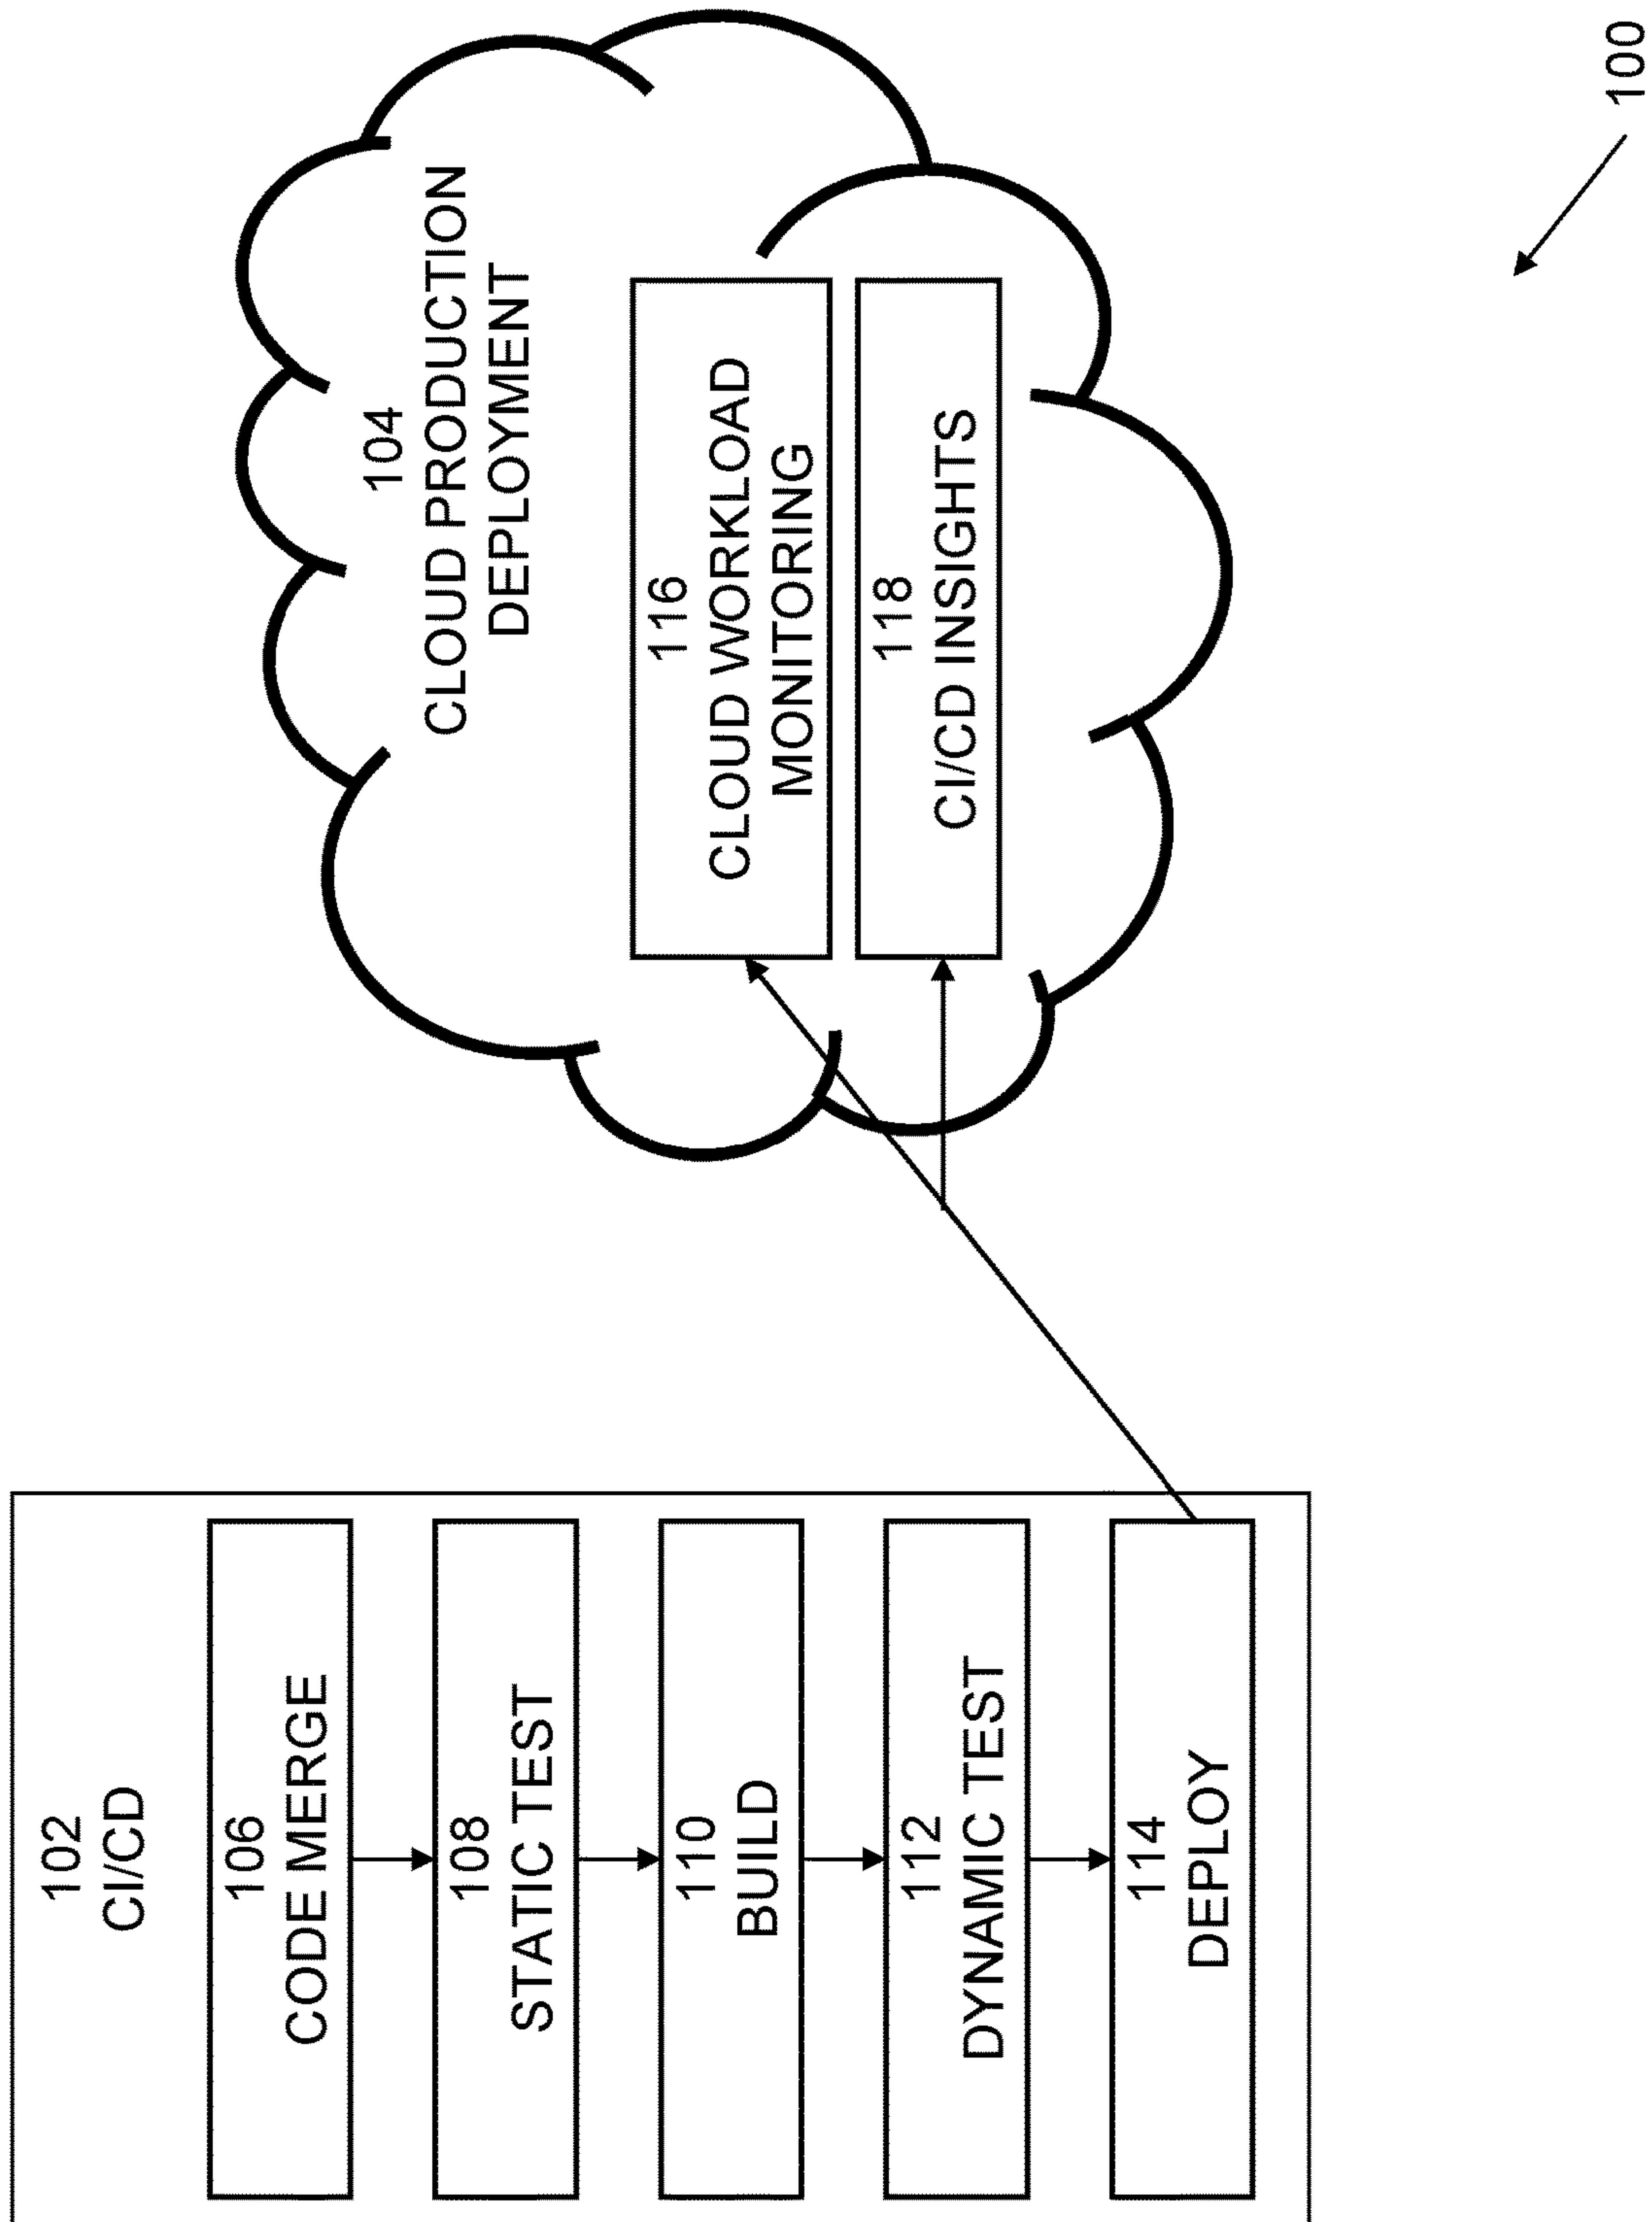 102
CI/CD
106
CODE MERGE
108
STATIC TEST
110
BUILD
112
DYNAMIC TEST
114
DEPLOY
104
CLOUD PRODUCTION
DEPLOYMENT
116
CLOUD WORKLOAD
MONITORING
118
CI/CD INSIGHTS
100